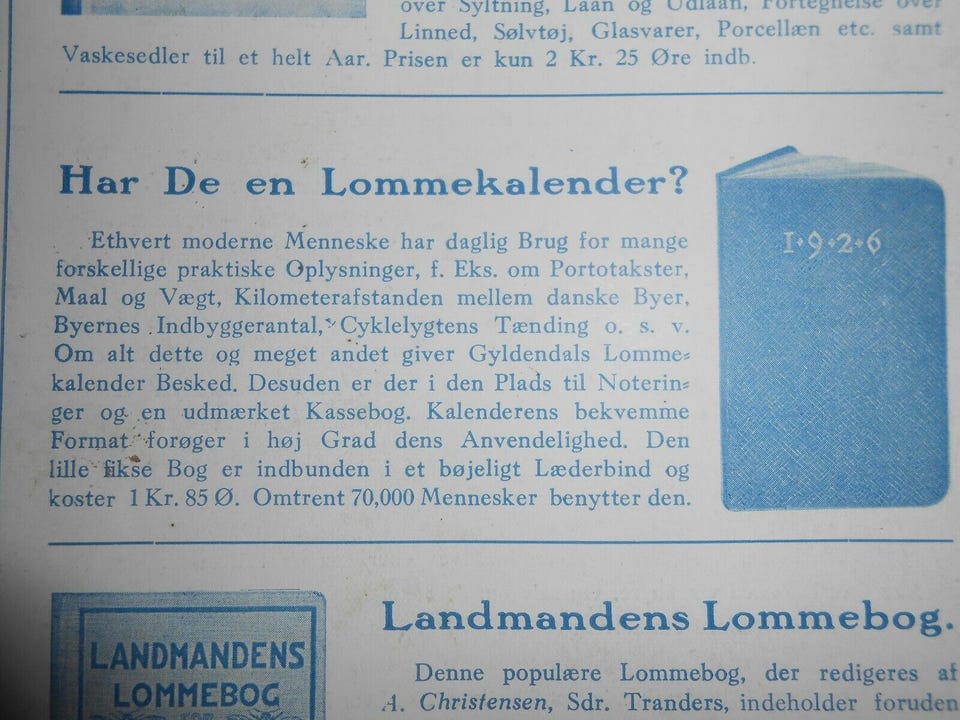 over Syltning, Laan og Udlaan, Fortegnelse over
Linned, Sølvtøj, Glasvarer, Porcellæn etc. samt
Vaskesedler til et helt Aar. Prisen er kun 2 Kr. 25 Øre indb.
Har De en Lommekalender?
Ethvert moderne Menneske har daglig Brug for mange
forskellige praktiske Oplysninger, f. Eks. om Portotakster,
Maal og Vægt, Kilometerafstanden mellem danske Byer,
Byernes Indbyggerantal, Cyklelygtens Tænding o. s. v.
Om alt dette og meget andet giver Gyldendals Lomme-
kalender Besked. Desuden er der i den Plads til Noterin-
ger og en udmærket Kassebog. Kalenderens bekvemme
Format forøger i høj Grad dens Anvendelighed. Den
lille fikse Bog er indbunden i et bøjeligt Læderbind og
koster 1 Kr. 85 Ø. Omtrent 70,000 Mennesker benytter den.
1·9·2·6
Landmandens Lommebog.
Denne populære Lommebog, der redigeres af
A. Christensen, Sdr. Tranders, indeholder foruden
LANDMANDENS
LOMMEBOG
FOR